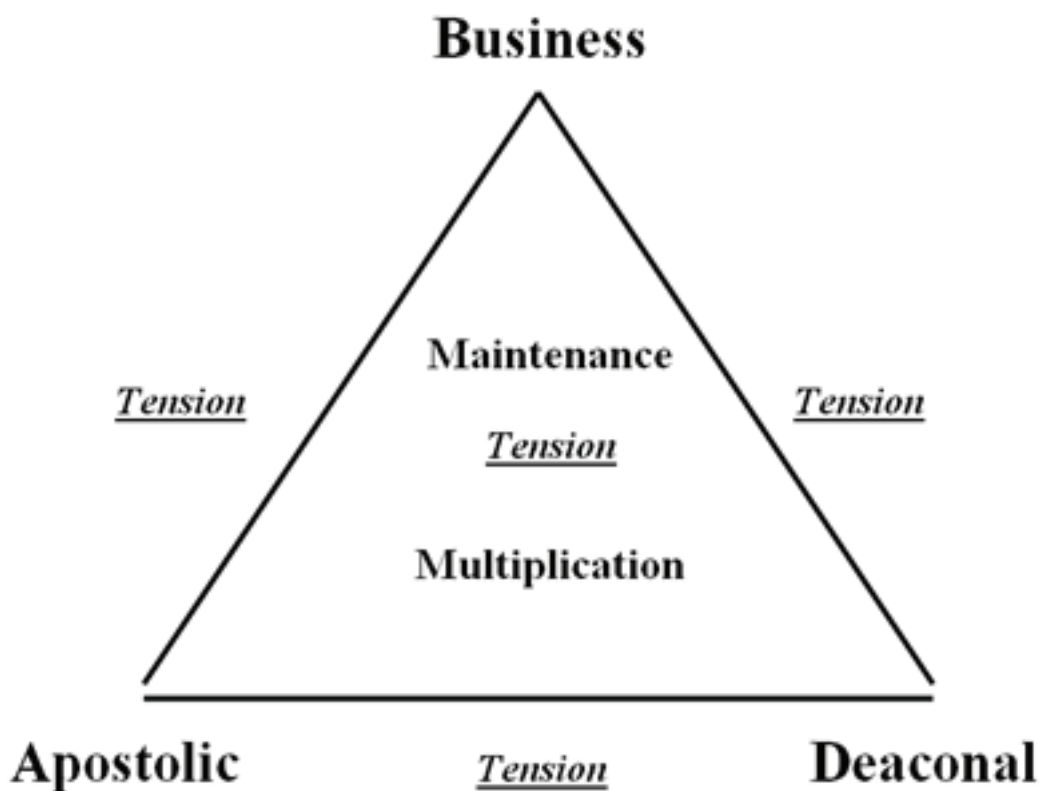 Business
Maintenance
Tension Tension
Tension
Multiplication
Apostolic Tension Deaconal